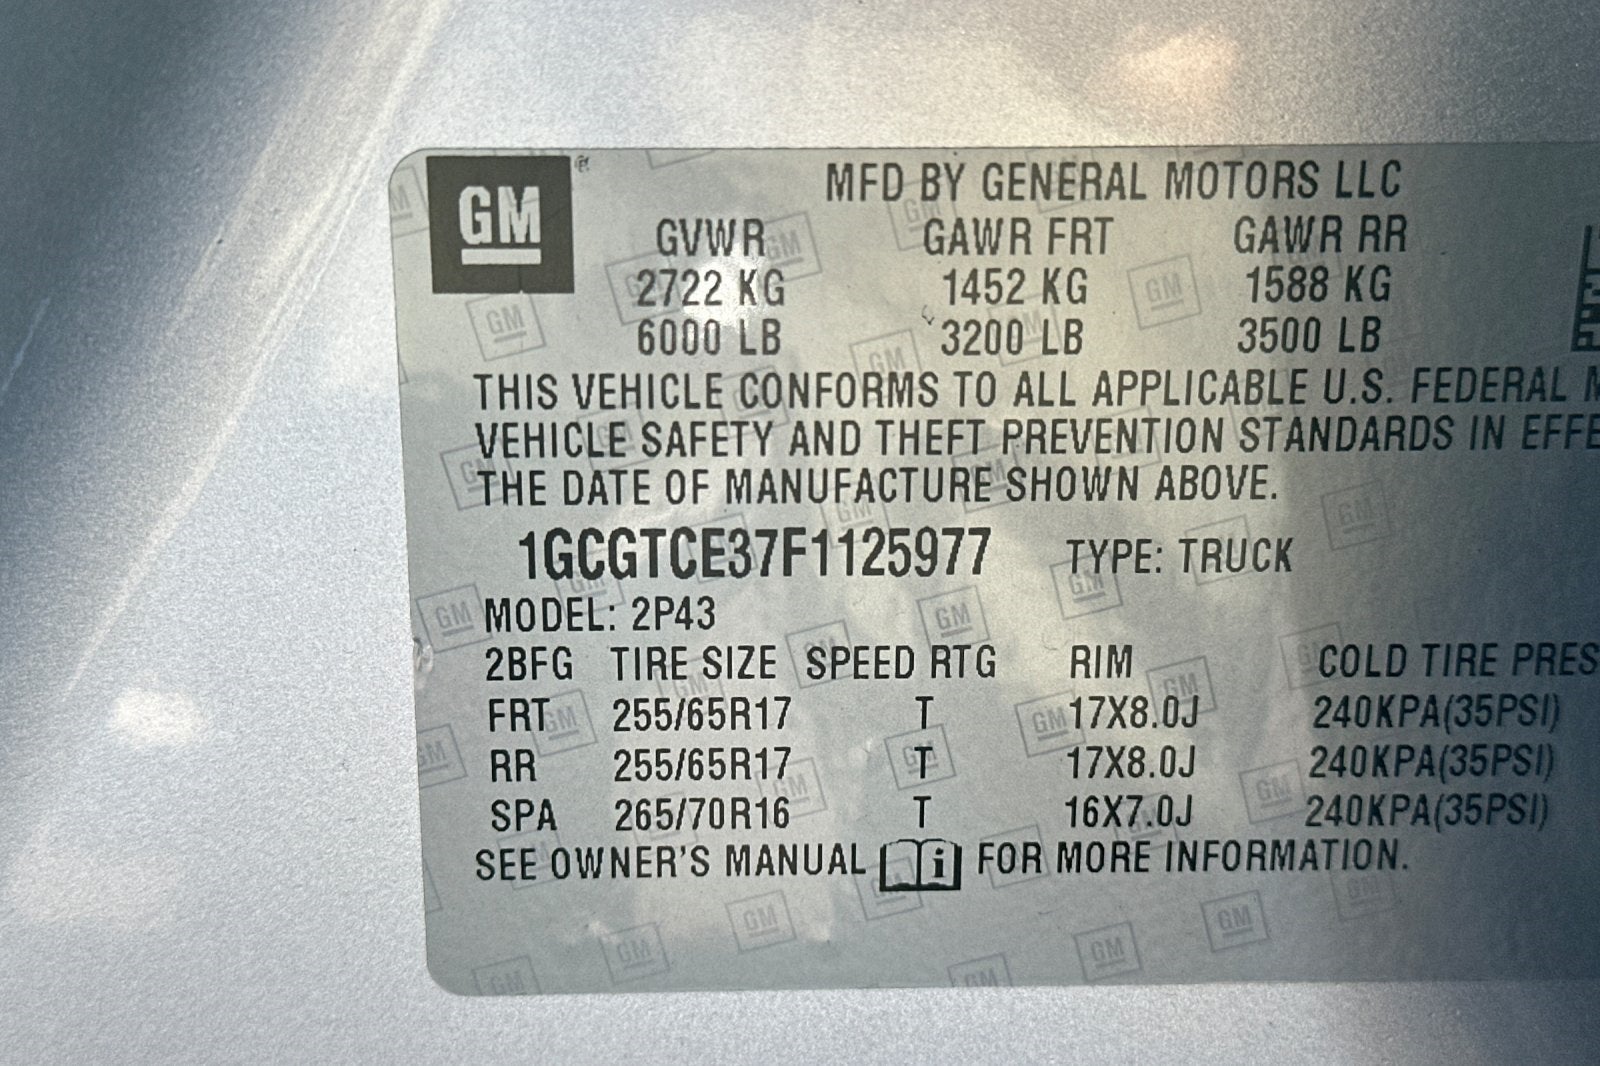 GM
MFD BY GENERAL MOTORS LLC
GVWR GAWR FRT GAWR RR
2722 KG 1452 KG 1588 KG
6000 LB 3200 LB 3500 LB
THIS VEHICLE CONFORMS TO ALL APPLICABLE U.S. FEDERAL
VEHICLE SAFETY AND THEFT PREVENTION STANDARDS IN EFFE
THE DATE OF MANUFACTURE SHOWN ABOVE.
1GCGTCE37F1125977 TYPE: TRUCK
MODEL: 2P43
2BFG TIRE SIZE SPEED RTG RIM COLD TIRE PRES
FRT 255/65R17 T 17X8.0J 240KPA(35PSI)
RR 255/65R17 T 17X8.0J 240KPA(35PSI)
SPA 265/70R16 T 16X7.0J 240KPA(35PSI)
SEE OWNER'S MANUAL i FOR MORE INFORMATION.